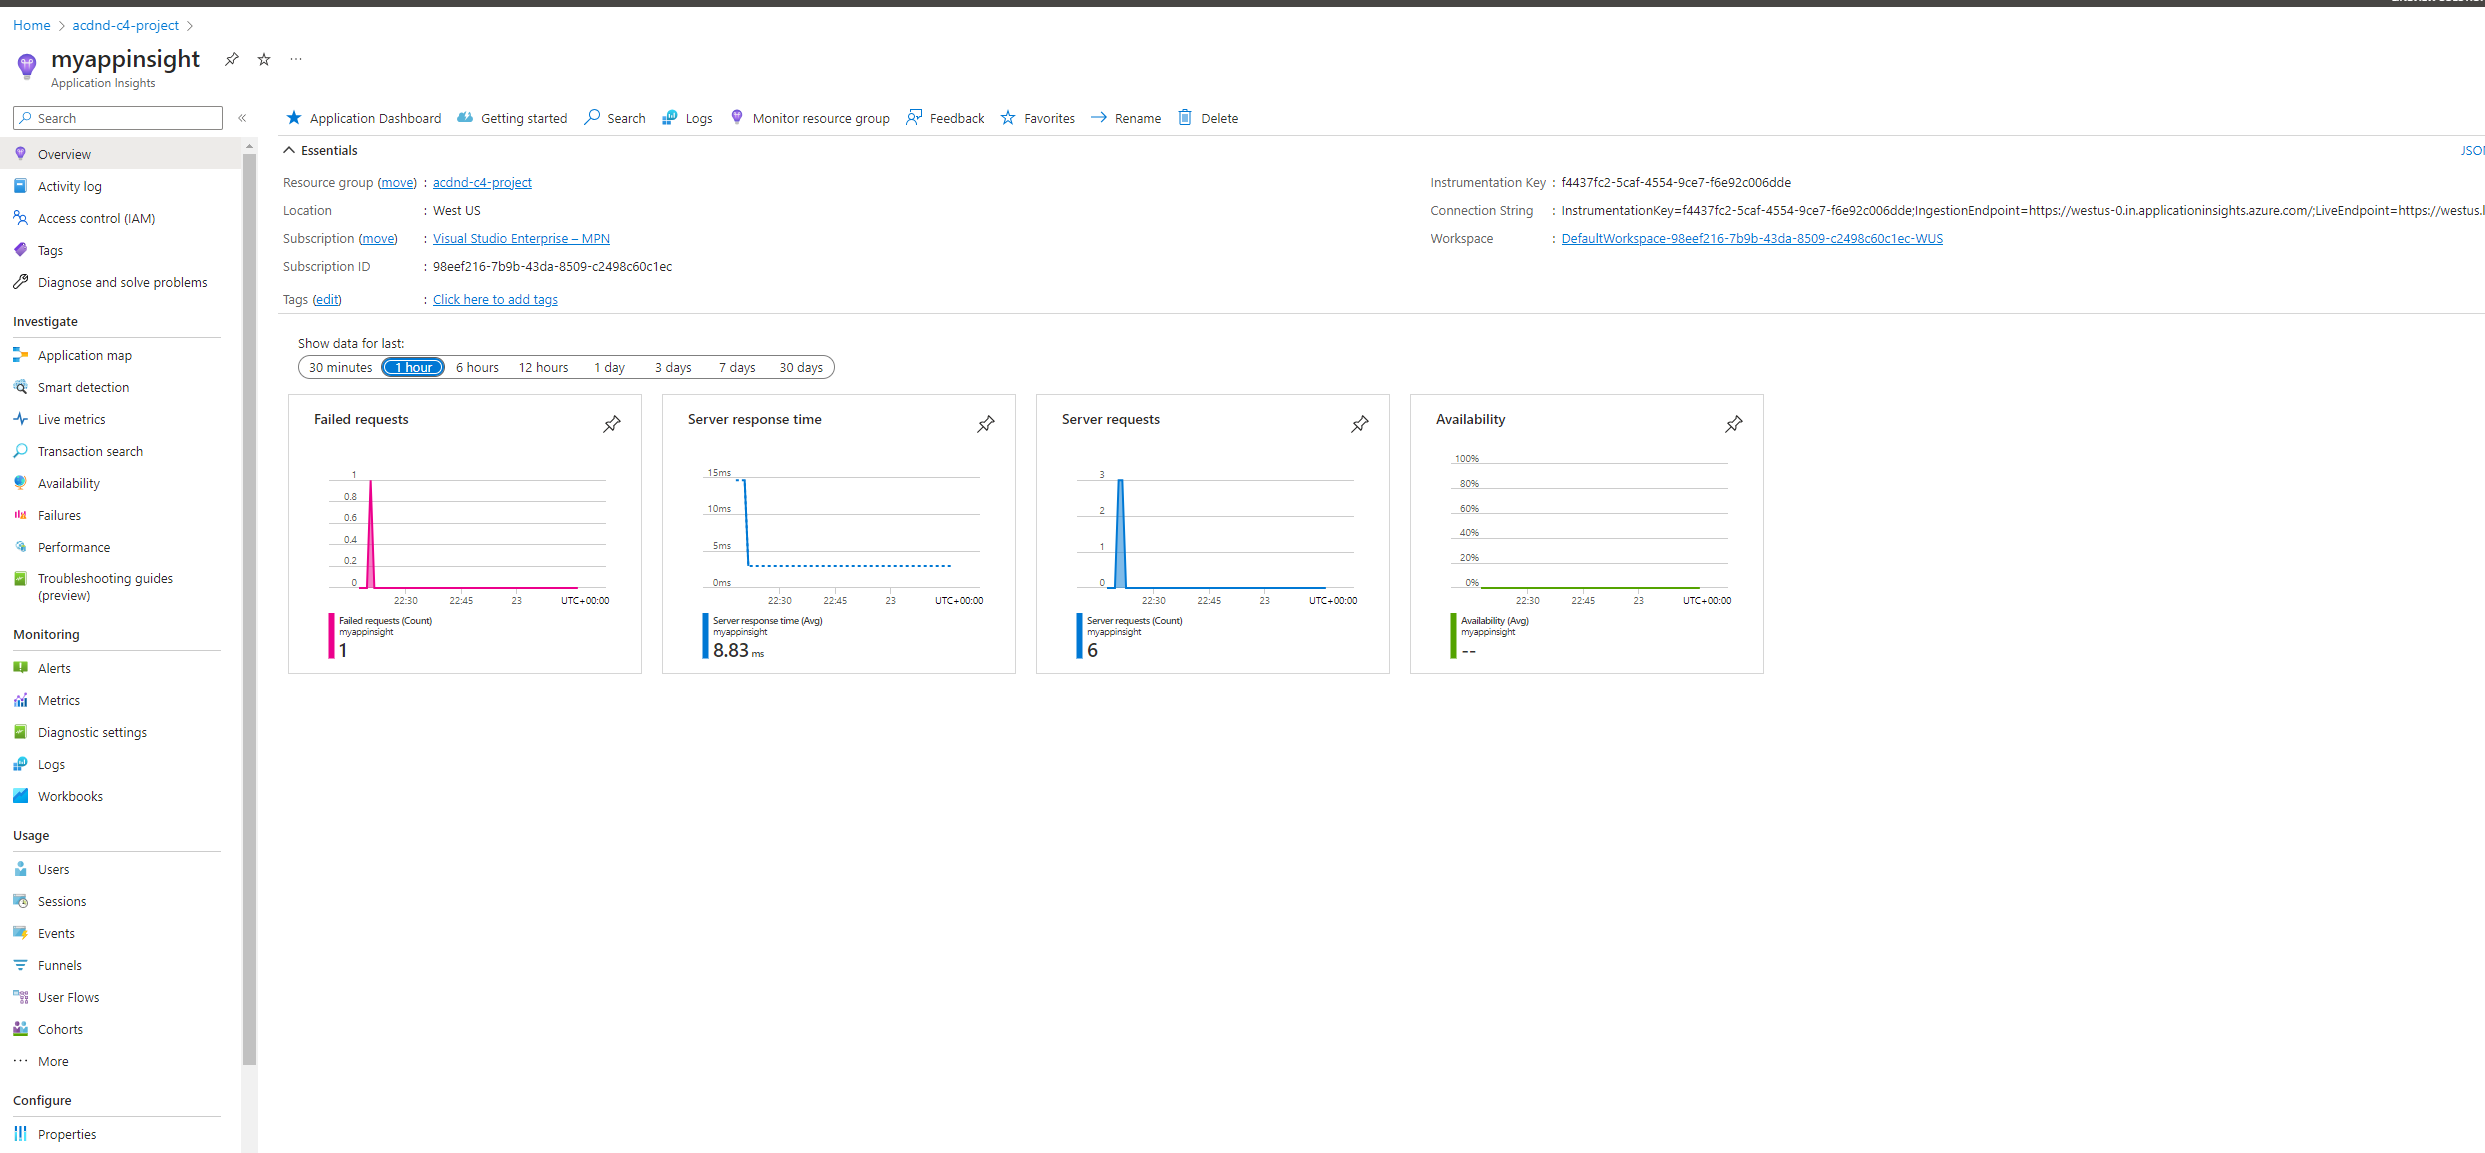 Home > acdnd-c4-project >
myappinsight
Application Insights
Search
«
Application Dashboard
Getting started
Search
Logs
Monitor resource group
Feedback
Favorites
Rename
Delete
Overview
Activity log
Access control (IAM)
Tags
Diagnose and solve problems
Investigate
Application map
Smart detection
Live metrics
Transaction search
Availability
Failures
Performance
Troubleshooting guides
(preview)
Monitoring
Alerts
Metrics
Diagnostic settings
Logs
Workbooks
Usage
Users
Sessions
Events
Funnels
User Flows
Cohorts
More
Configure
Properties
Essentials
Resource group (move) : acdnd-c4-project
Location : West US
Subscription (move) : Visual Studio Enterprise – MPN
Subscription ID : 98eef216-7b9b-43da-8509-c2498c60c1ec
Tags (edit) : Click here to add tags
Instrumentation Key : f4437fc2-5caf-4554-9ce7-f6e92c006dde
Connection String : InstrumentationKey=f4437fc2-5caf-4554-9ce7-f6e92c006dde;IngestionEndpoint=https://westus-0.in.applicationinsights.azure.com/;LiveEndpoint=https://westus.
Workspace : DefaultWorkspace-98eef216-7b9b-43da-8509-c2498c60c1ec-WUS
Show data for last:
30 minutes 1 hour 6 hours 12 hours 1 day 3 days 7 days 30 days
Failed requests
1
0.8
0.6
0.4
0.2
0
22:30 22:45 23 UTC+00:00
Failed requests (Count)
myappinsight
1
Server response time
15ms
10ms
5ms
0ms
22:30 22:45 23 UTC+00:00
Server response time (Avg)
myappinsight
8.83 ms
Server requests
3
2
1
0
22:30 22:45 23 UTC+00:00
Server requests (Count)
myappinsight
6
Availability
100%
80%
60%
40%
20%
0%
22:30 22:45 23 UTC+00:00
Availability (Avg)
myappinsight
--